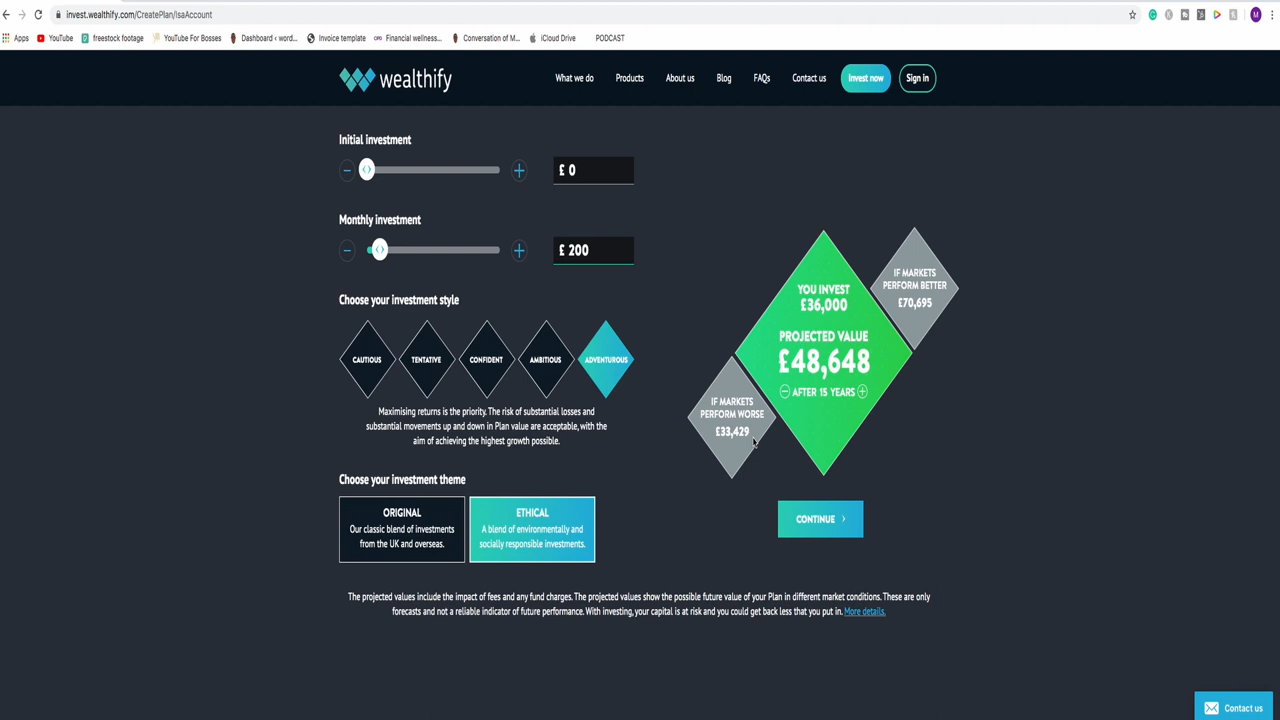 invest.wealthify.com/CreatePlan/IsaAccount
Apps YouTube freestock footage YouTube For Bosses Dashboard ‹ word... Invoice template Financial wellness... Conversation of M... iCloud Drive PODCAST
wealthify What we do Products About us Blog FAQs Contact us Invest now Sign in
Initial investment
£ 0
Monthly investment
£ 200
Choose your investment style
CAUTIOUS TENTATIVE CONFIDENT AMBITIOUS ADVENTUROUS
Maximising returns is the priority. The risk of substantial losses and
substantial movements up and down in Plan value are acceptable, with the
aim of achieving the highest growth possible.
Choose your investment theme
ORIGINAL
Our classic blend of investments
from the UK and overseas.
ETHICAL
A blend of environmentally and
socially responsible investments.
IF MARKETS
PERFORM BETTER
£70,695
YOU INVEST
£36,000
PROJECTED VALUE
£48,648
AFTER 15 YEARS
IF MARKETS
PERFORM WORSE
£33,429
CONTINUE
The projected values include the impact of fees and any fund charges. The projected values show the possible future value of your Plan in different market conditions. These are only
forecasts and not a reliable indicator of future performance. With investing, your capital is at risk and you could get back less that you put in. More details.
Contact us